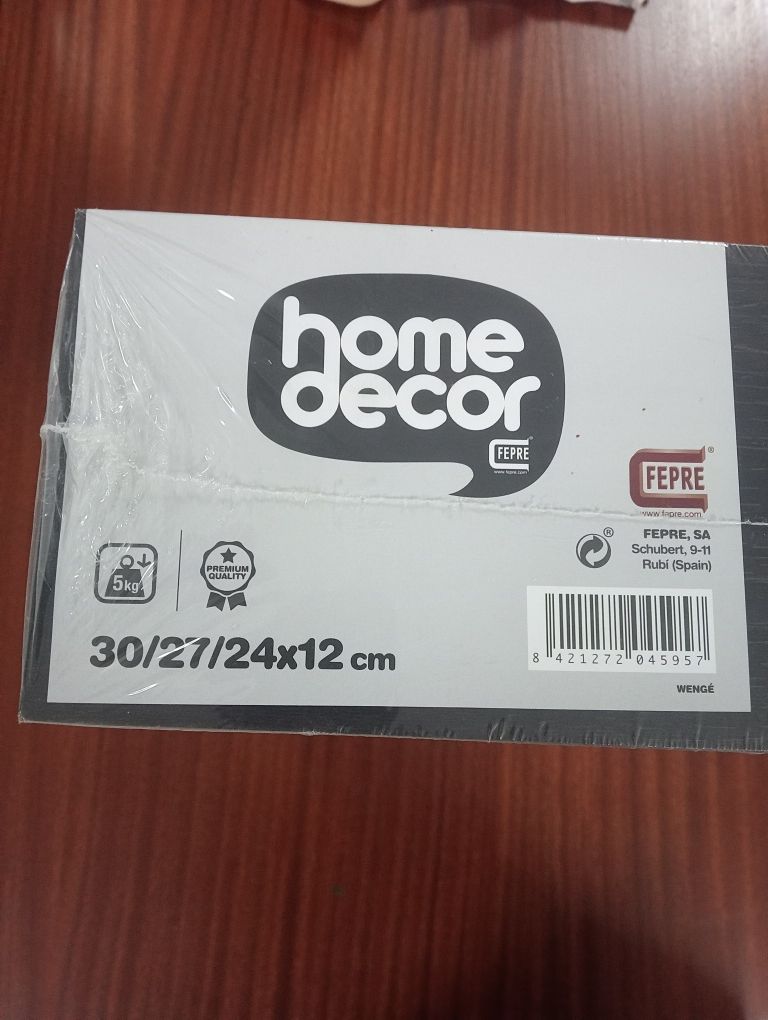 home
decor
FEPRE
®
www.fepre.com
FEPRE
®
www.fepre.com
5kg
PREMIUM
QUALITY
®
FEPRE, SA
Schubert, 9-11
Rubí (Spain)
30/27/24x12 cm
8 421272 045957
WENGÉ